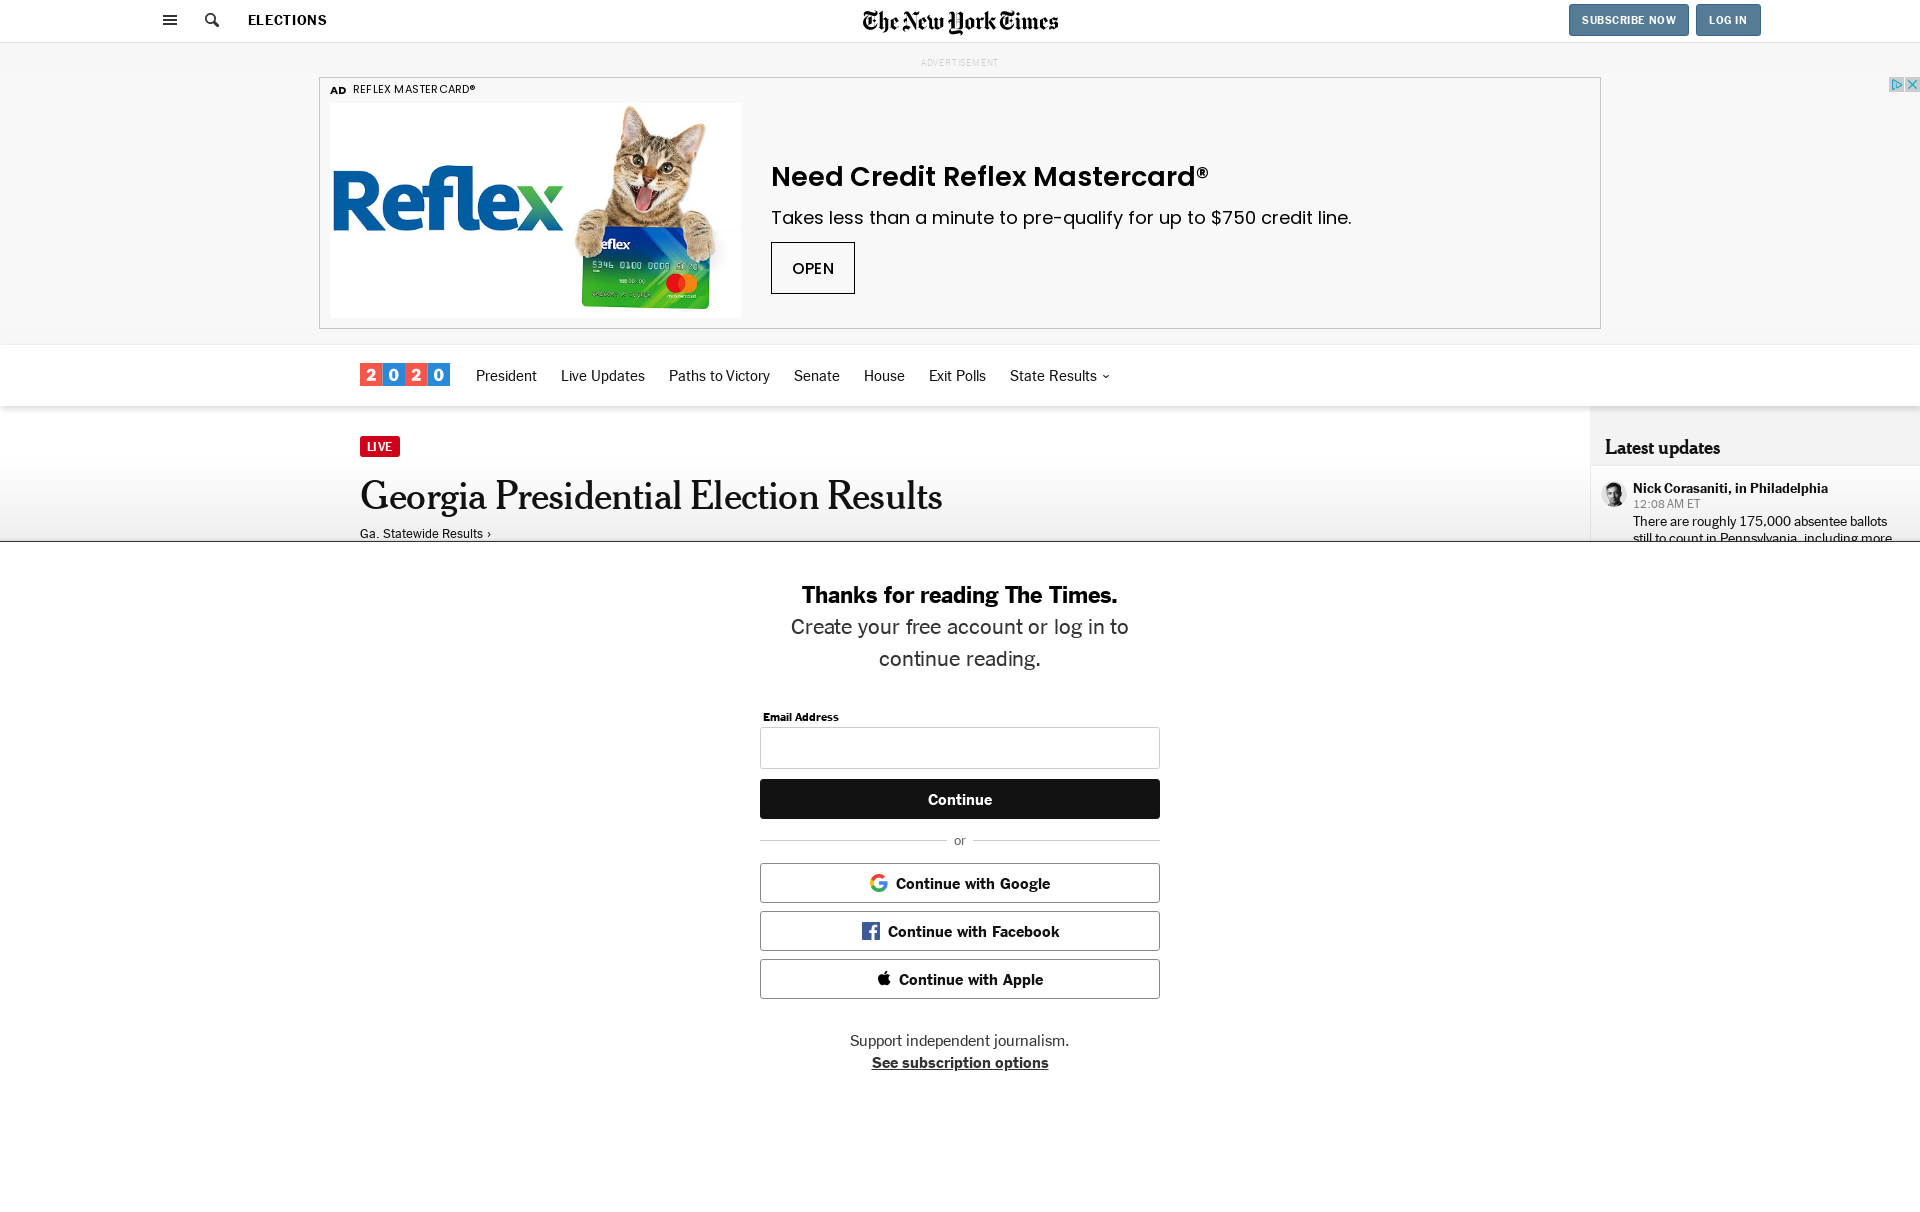 ELECTIONS
The New York Times
SUBSCRIBE NOW
LOG IN
ADVERTISEMENT
AD REFLEX MASTERCARD®
Reflex
Reflex
5346 0100 0000
mastercard
Need Credit Reflex Mastercard®
Takes less than a minute to pre-qualify for up to $750 credit line.
OPEN
2020
President
Live Updates
Paths to Victory
Senate
House
Exit Polls
State Results
LIVE
Georgia Presidential Election Results
Ga. Statewide Results ›
Latest updates
Nick Corasaniti, in Philadelphia
12:08 AM ET
There are roughly 175,000 absentee ballots
still to count in Pennsylvania, including more
Thanks for reading The Times.
Create your free account or log in to
continue reading.
Email Address
Continue
or
Continue with Google
Continue with Facebook
Continue with Apple
Support independent journalism.
See subscription options